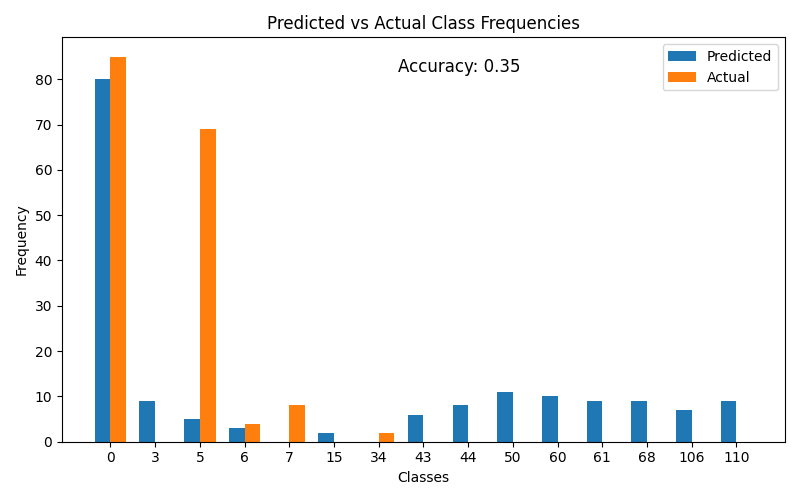 Predicted vs Actual Class Frequencies
Accuracy: 0.35
Predicted
Actual
Frequency
80
70
60
50
40
30
20
10
0
0 3 5 6 7 15 34 43 44 50 60 61 68 106 110
Classes